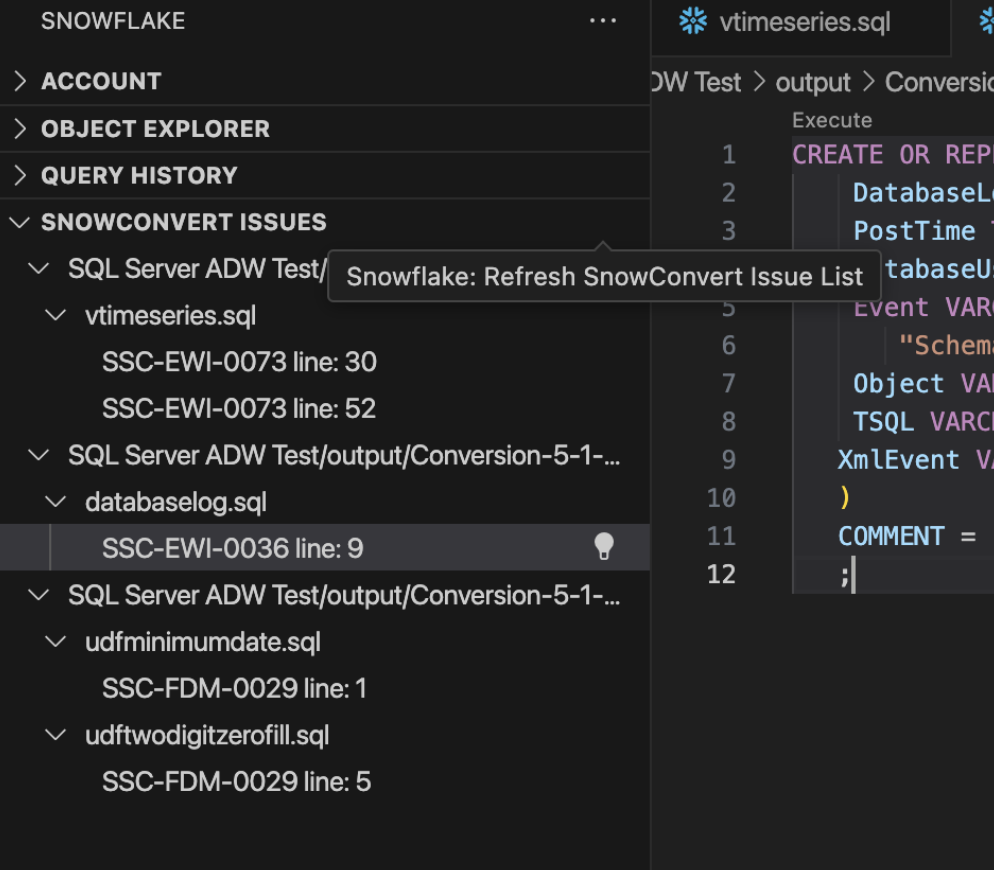 SNOWFLAKE
ACCOUNT
OBJECT EXPLORER
QUERY HISTORY
SNOWCONVERT ISSUES
SQL Server ADW Test/
Snowflake: Refresh SnowConvert Issue List
vtimeseries.sql
SSC-EWI-0073 line: 30
SSC-EWI-0073 line: 52
SQL Server ADW Test/output/Conversion-5-1-...
databaselog.sql
SSC-EWI-0036 line: 9
SQL Server ADW Test/output/Conversion-5-1-...
udfminimumdate.sql
SSC-FDM-0029 line: 1
udftwodigitzerofill.sql
SSC-FDM-0029 line: 5
vtimeseries.sql
DW Test > output > Conversio
Execute
1 CREATE OR REP
2 DatabaseL
3 PostTime
tabaseU
5 Event VAR
6 "Schema
7 Object VA
8 TSQL VARC
9 XmlEvent V
10 )
11 COMMENT =
12 ;